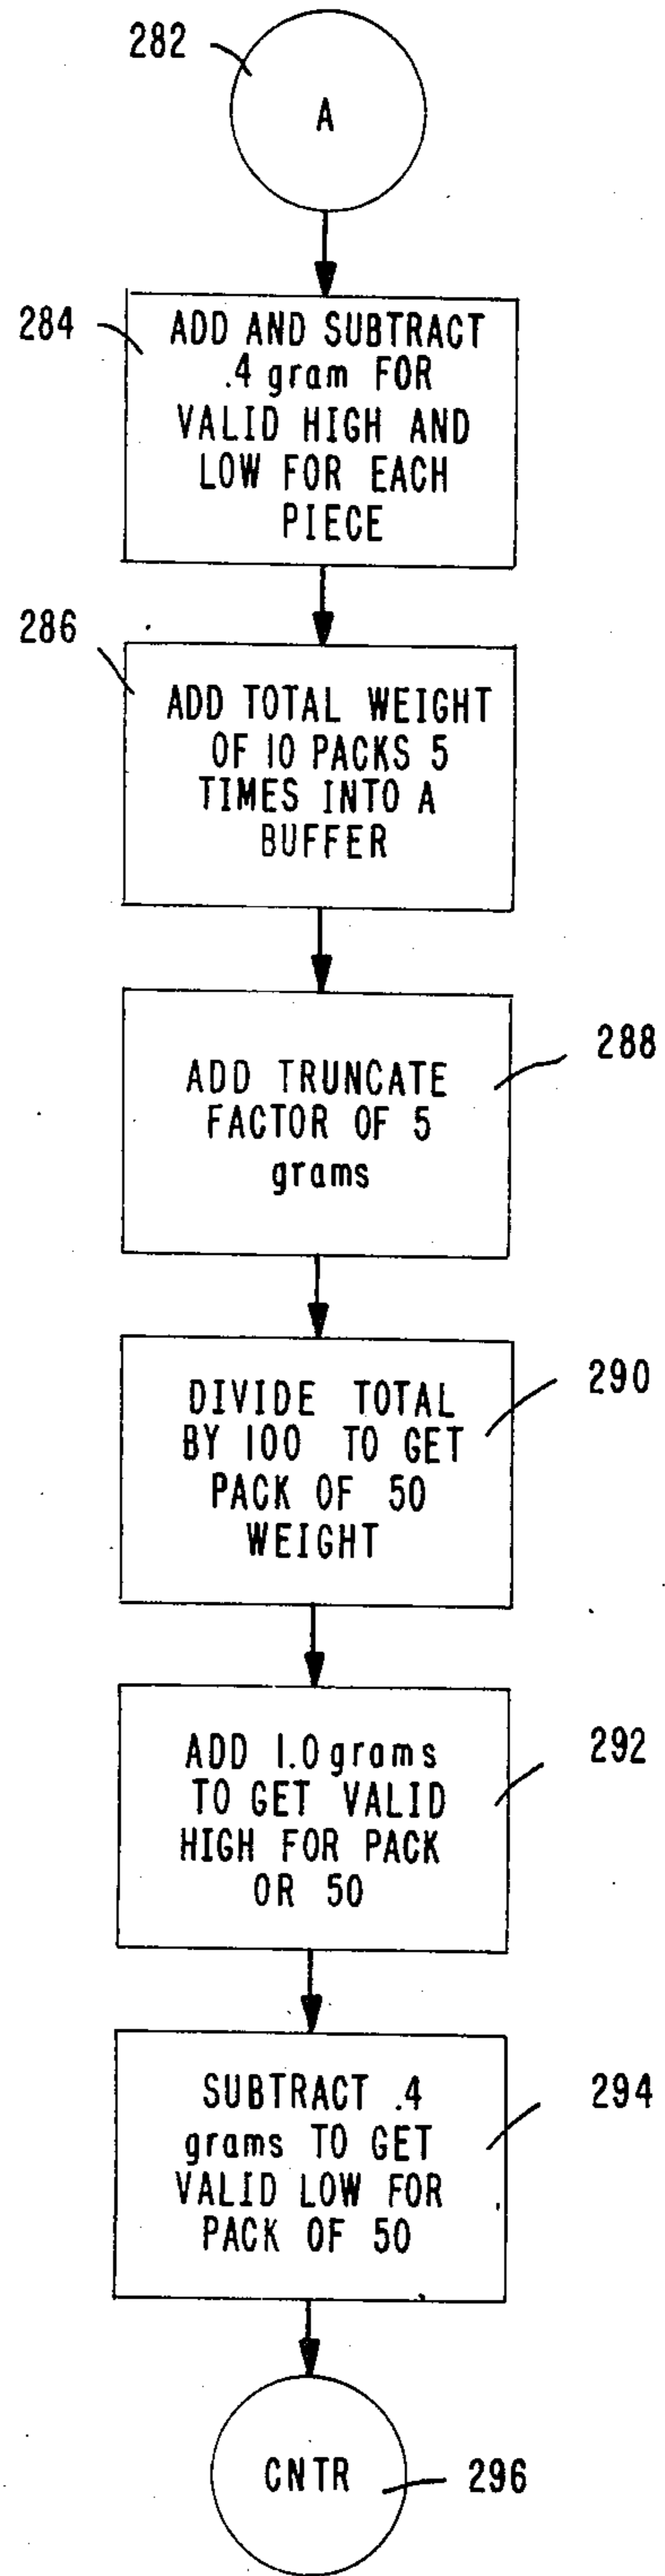 282
A
284
ADD AND SUBTRACT
.4 gram FOR
VALID HIGH AND
LOW FOR EACH
PIECE
286
ADD TOTAL WEIGHT
OF 10 PACKS 5
TIMES INTO A
BUFFER
288
ADD TRUNCATE
FACTOR OF 5
grams
290
DIVIDE TOTAL
BY 100 TO GET
PACK OF 50
WEIGHT
292
ADD 1.0 grams
TO GET VALID
HIGH FOR PACK
OR 50
294
SUBTRACT .4
grams TO GET
VALID LOW FOR
PACK OF 50
CNTR
296